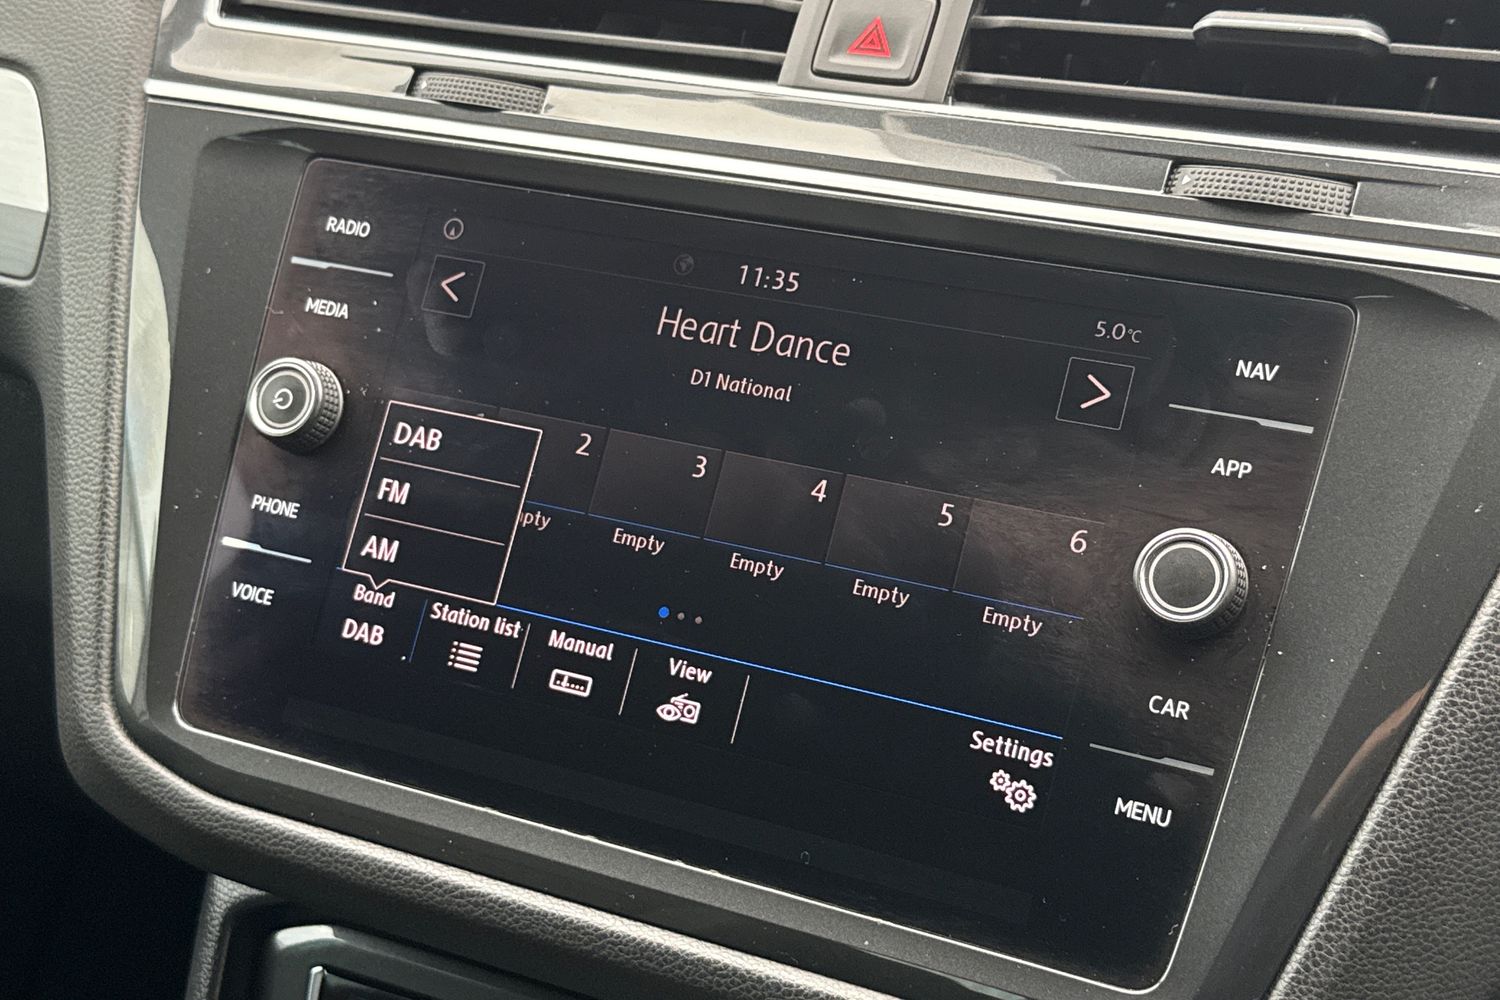 RADIO
MEDIA
PHONE
VOICE
11:35
5.0°C
Heart Dance
D1 National
<
>
DAB
FM
AM
2
3
4
5
6
pty
Empty
Empty
Empty
Empty
Band
DAB
Station list
Manual
View
Settings
NAV
APP
CAR
MENU